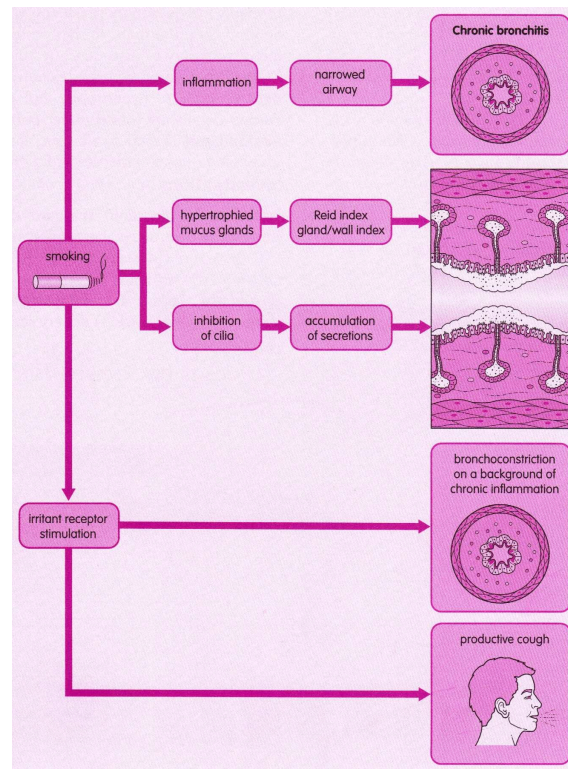 Chronic bronchitis
inflammation
narrowed
airway
hypertrophied
mucus glands
Reid index
gland/wall index
smoking
inhibition
of cilia
accumulation
of secretions
bronchoconstriction
on a background of
chronic inflammation
irritant receptor
stimulation
productive cough